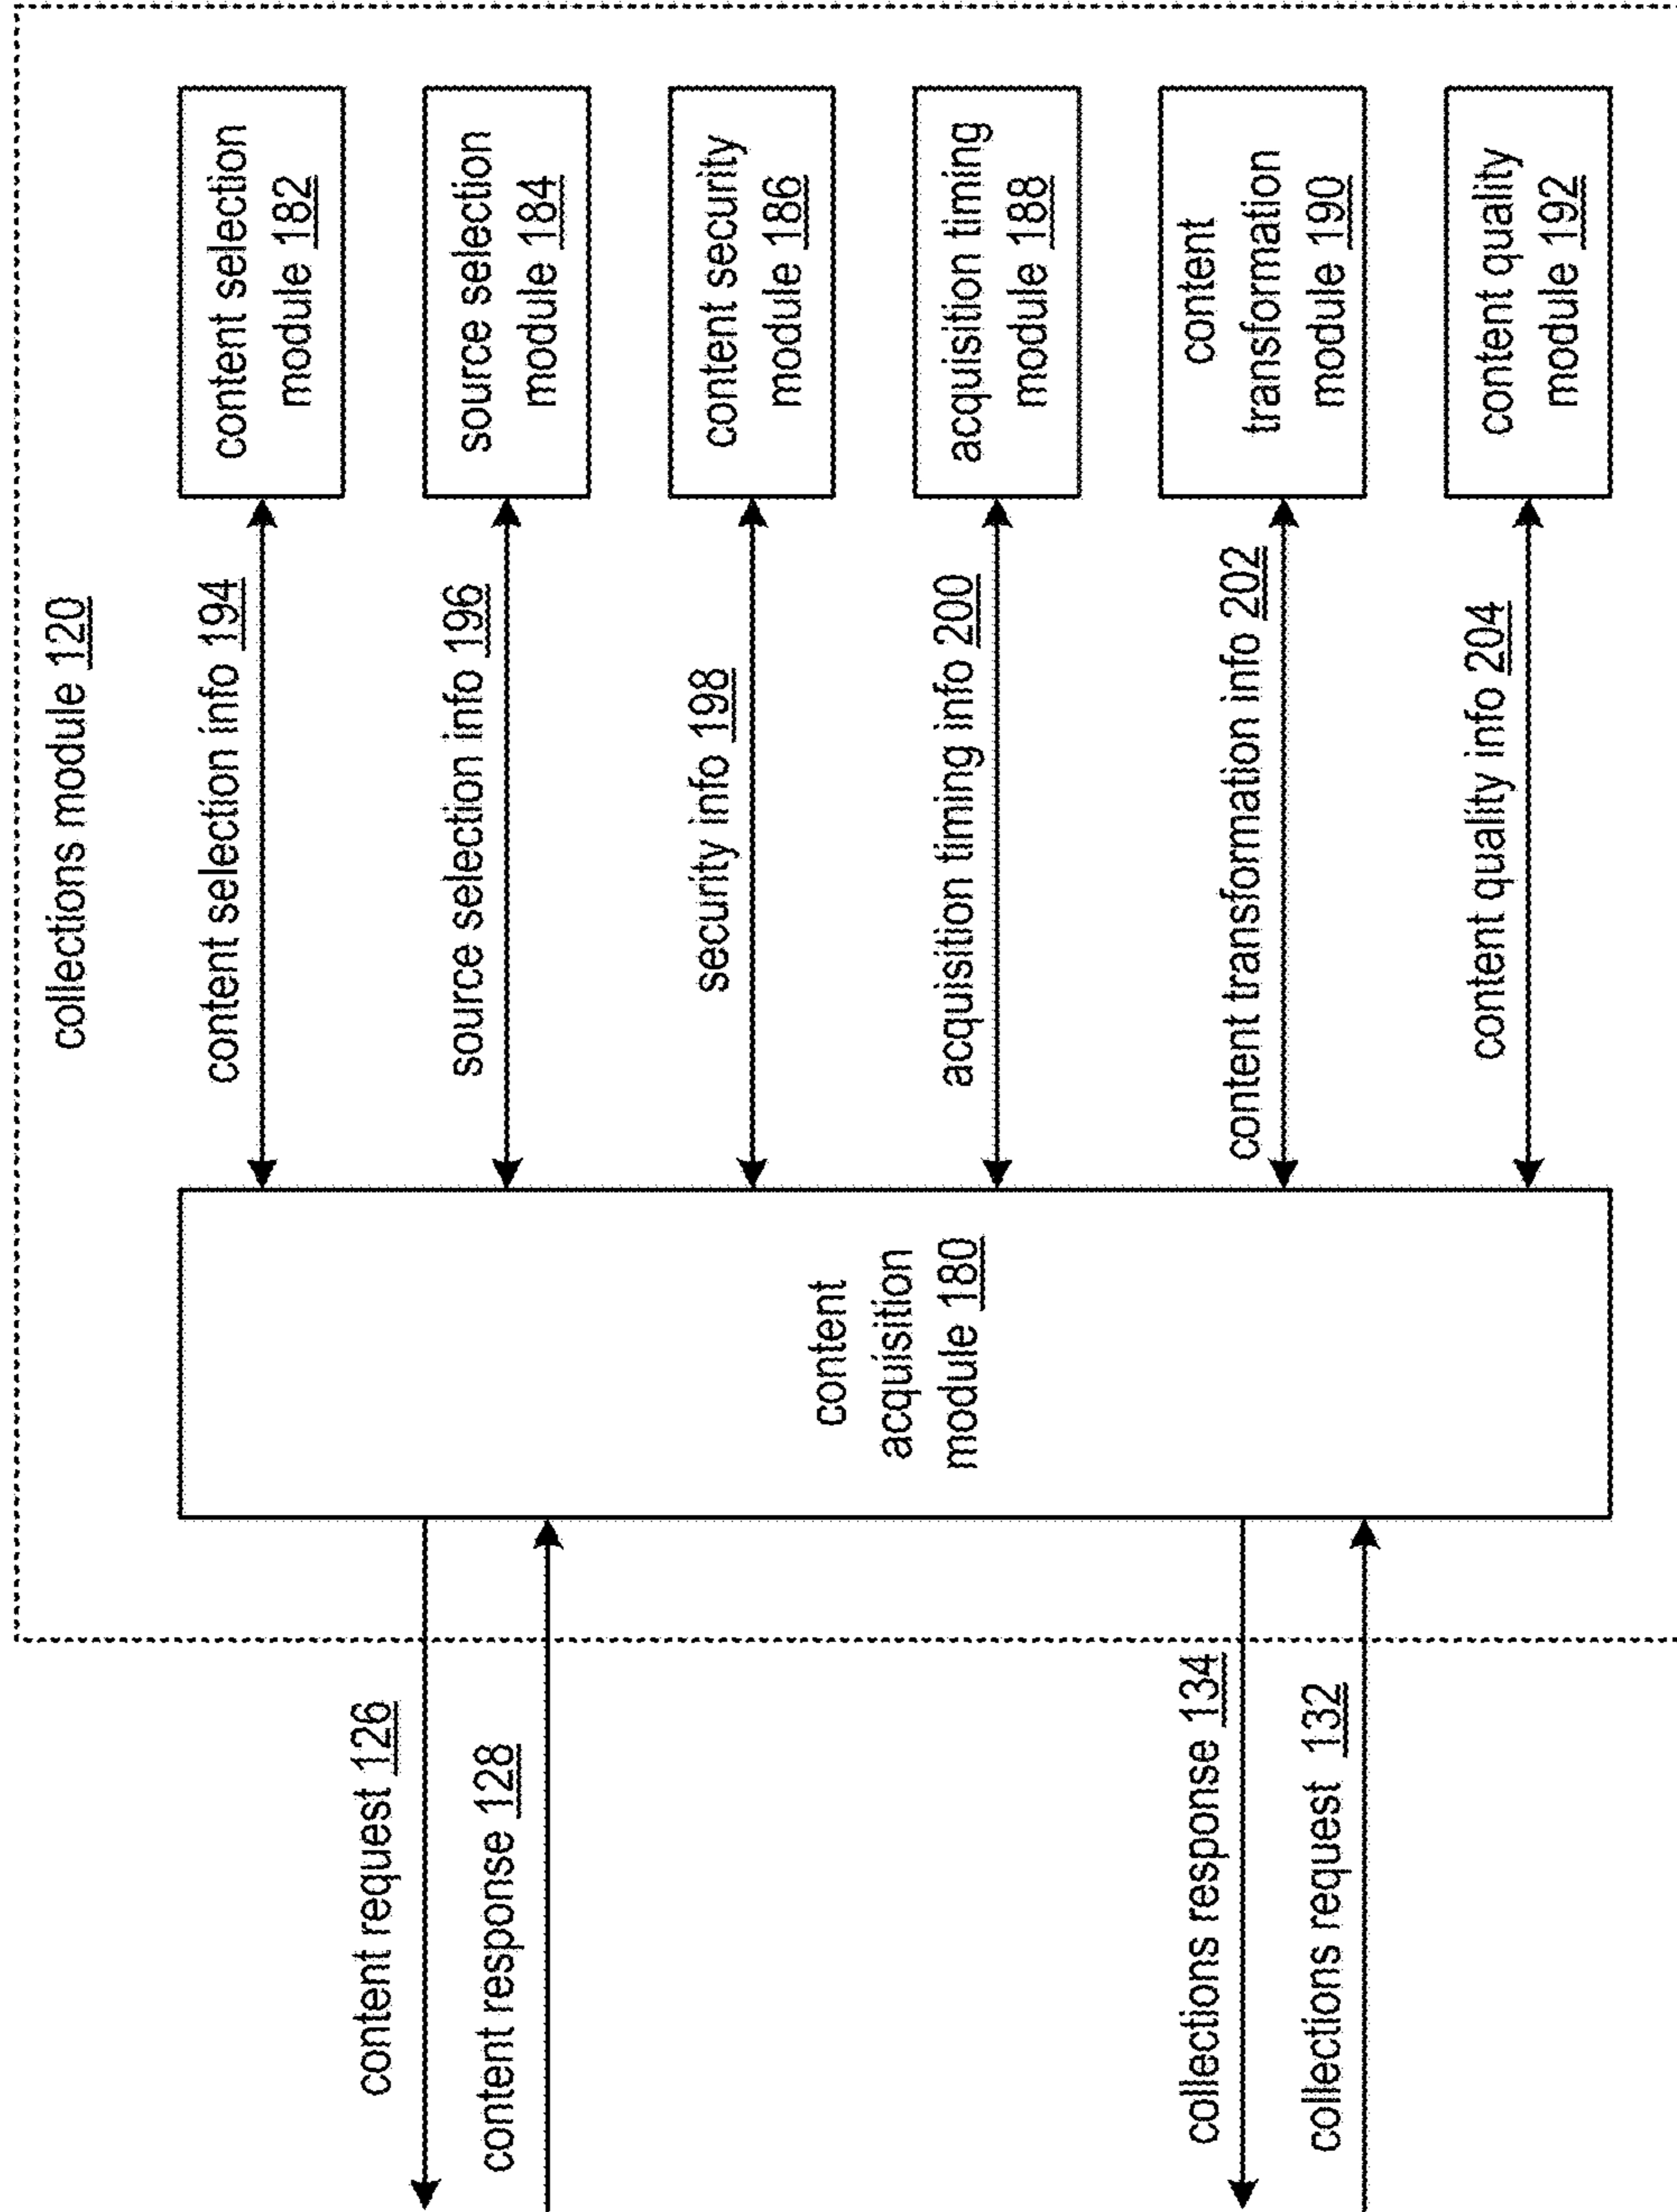 collections module 120
content request 126
content response 128
collections response 134
collections request 132
content
acquisition
module 180
content selection info 194
source selection info 196
security info 198
acquisition timing info 200
content transformation info 202
content quality info 204
content selection
module 182
source selection
module 184
content security
module 186
acquisition timing
module 188
content
transformation
module 190
content quality
module 192